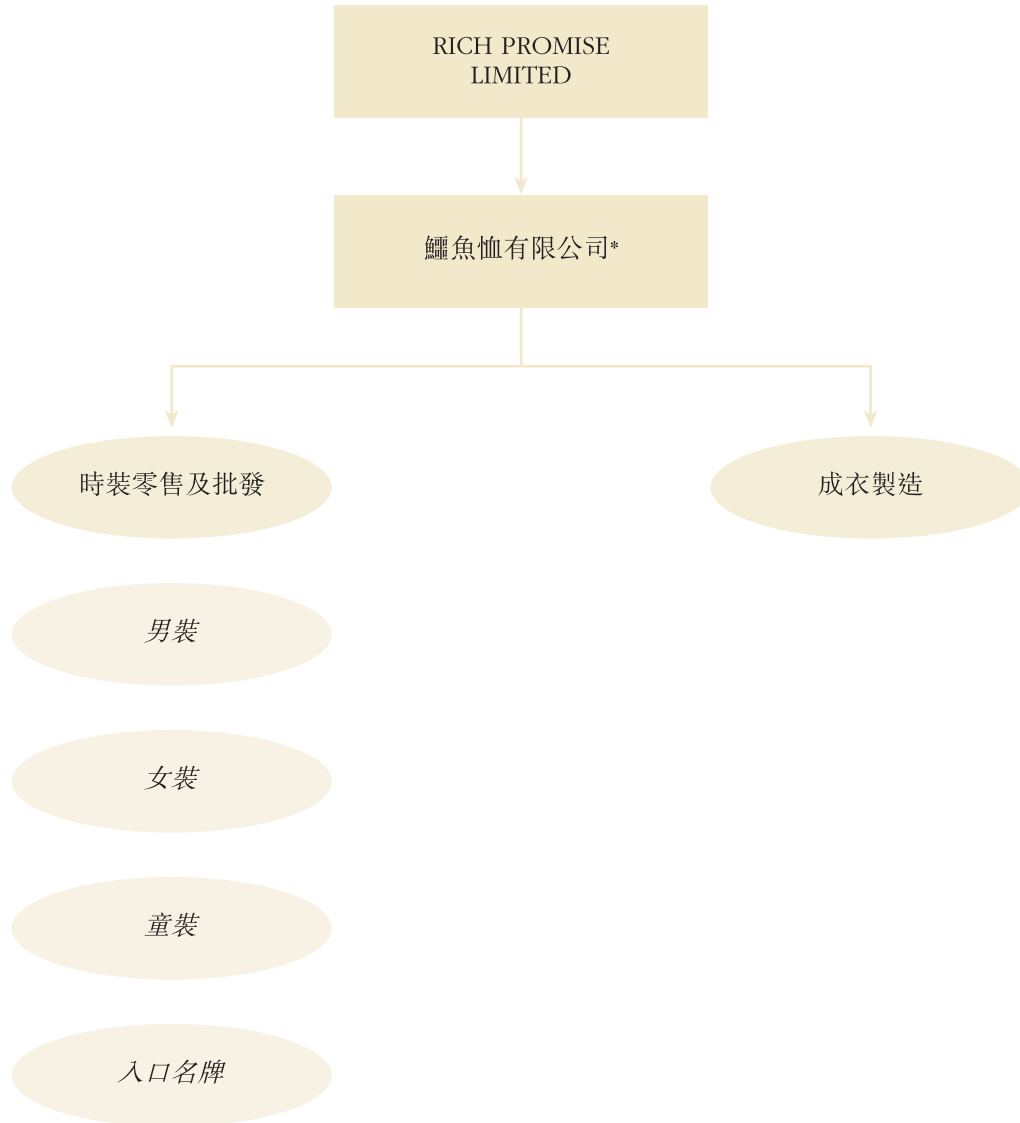 RICH PROMISE
LIMITED
鱷魚恤有限公司*
時裝零售及批發
成衣製造
男裝
女裝
童裝
入口名牌